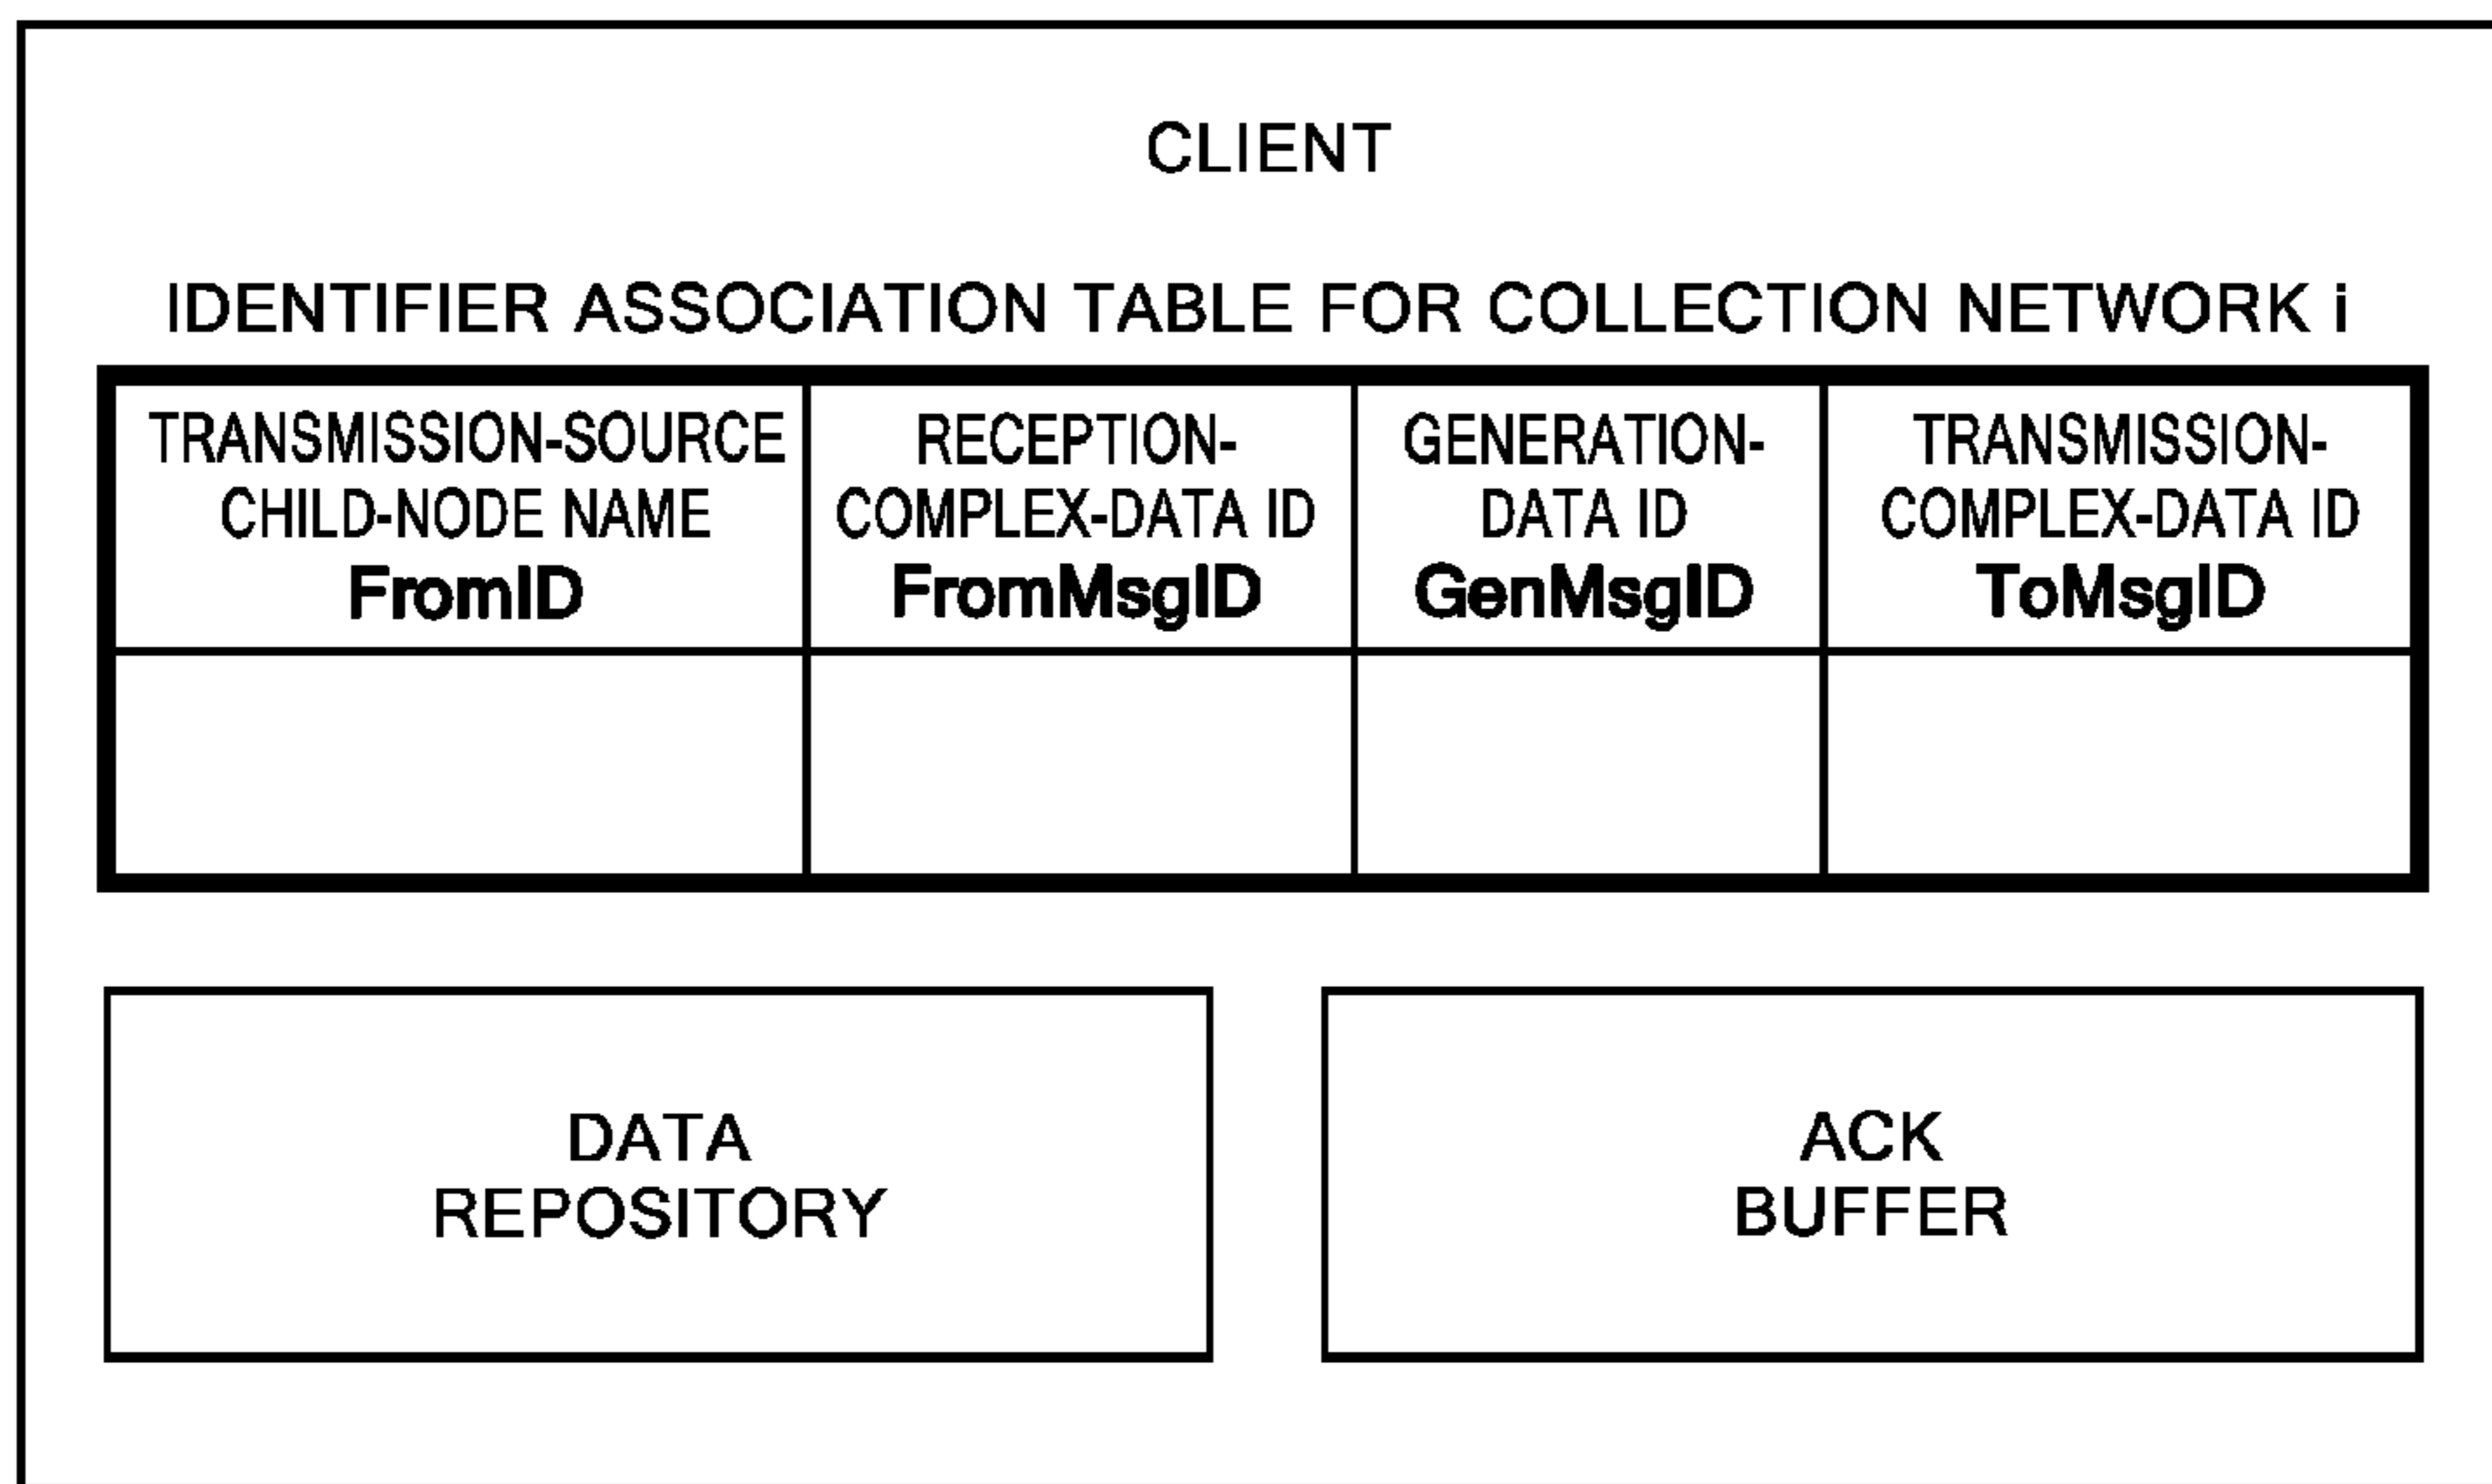 CLIENT
IDENTIFIER ASSOCIATION TABLE FOR COLLECTION NETWORK i
TRANSMISSION-SOURCE
CHILD-NODE NAME
FromID
RECEPTION-
COMPLEX-DATA ID
FromMsgID
GENERATION-
DATA ID
GenMsgID
TRANSMISSION-
COMPLEX-DATA ID
ToMsgID
DATA
REPOSITORY
ACK
BUFFER